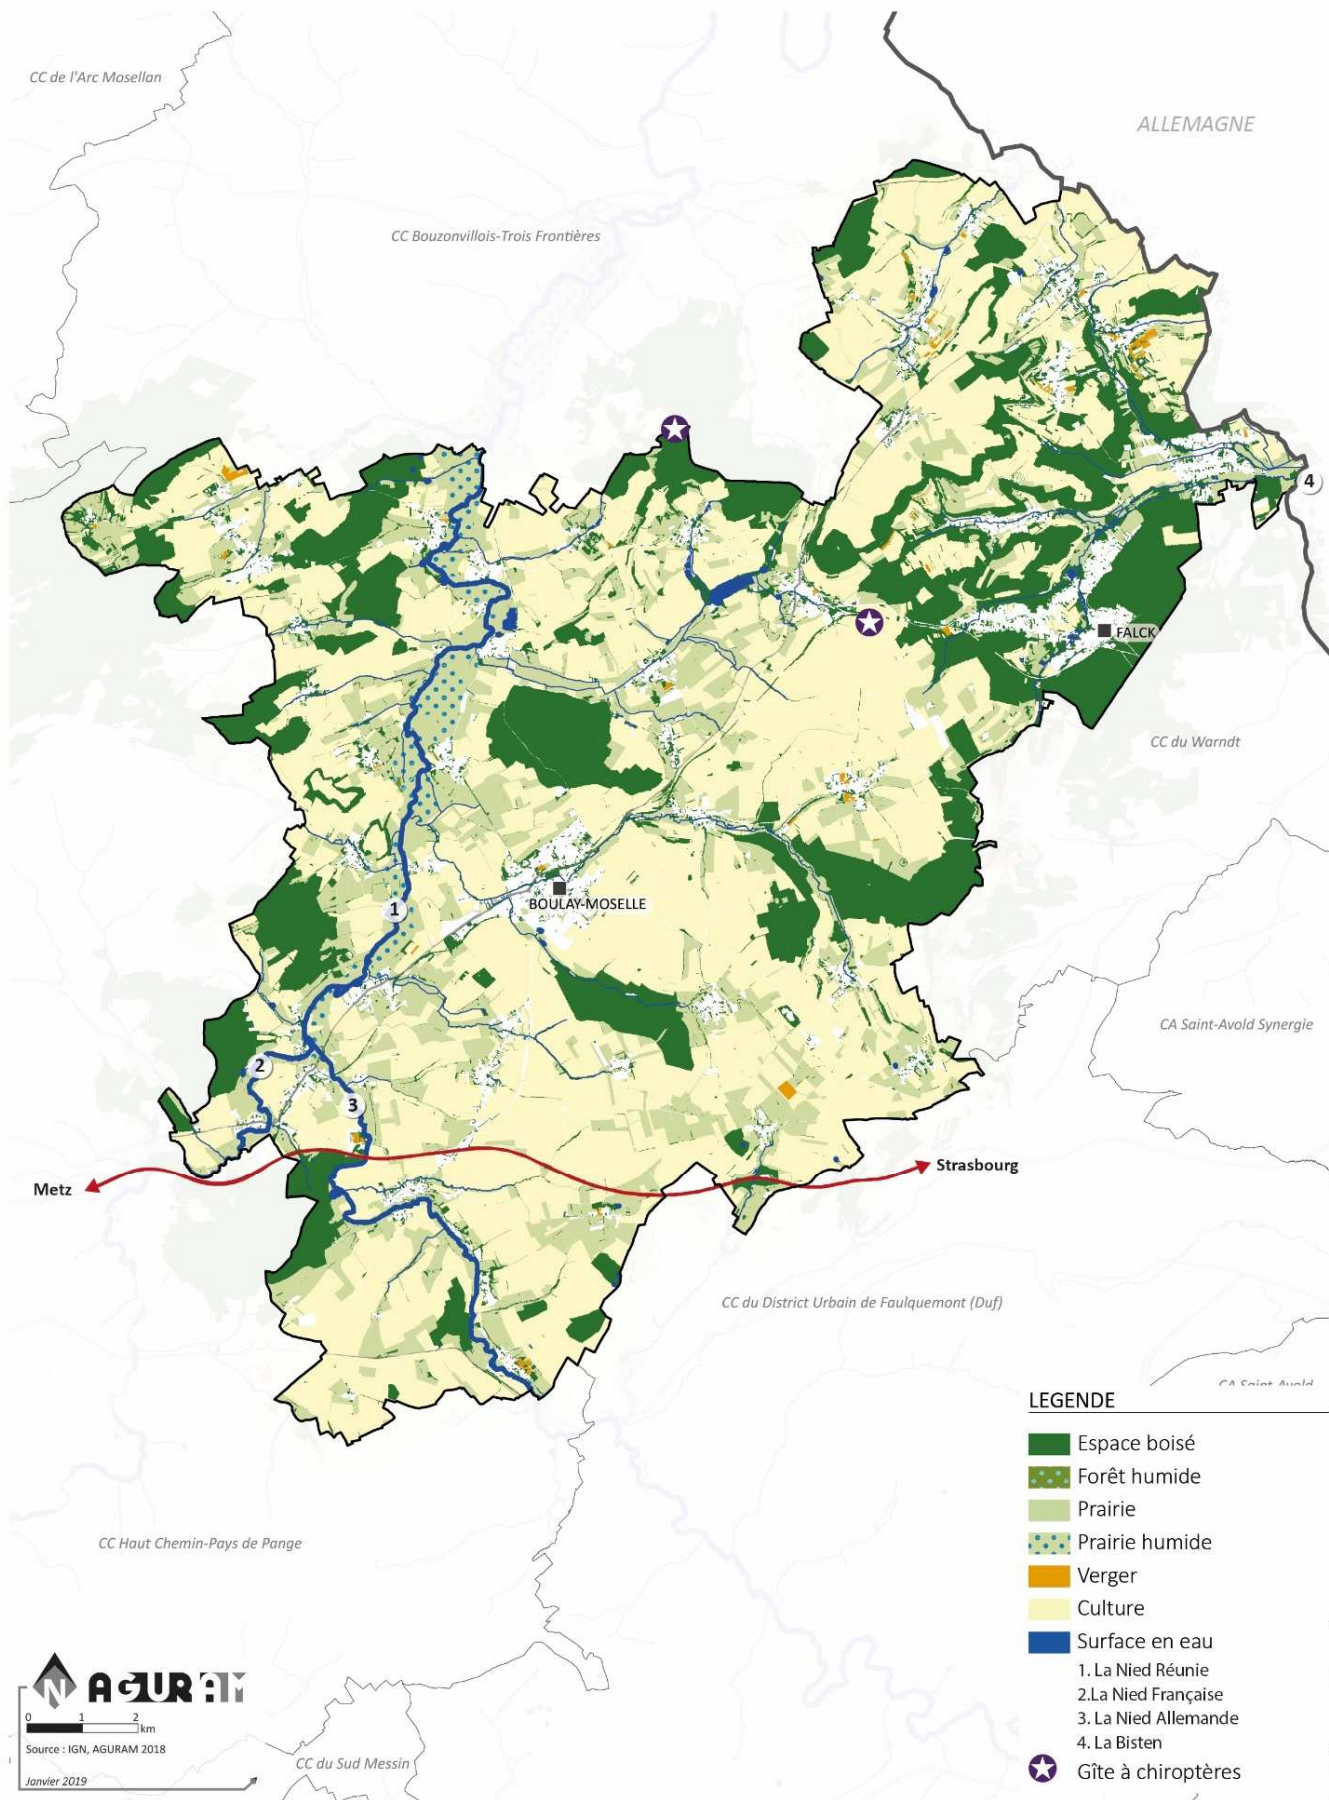 CC de l'Arc Mosellan
ALLEMAGNE
CC Bouzonvillois-Trois Frontières
4
FALCK
CC du Warndt
BOULAY-MOSELLE
1
CA Saint-Avold Synergie
2
3
Strasbourg
Metz
CC du District Urbain de Faulquemont (Duf)
CA Saint-Avold
LEGENDE
Espace boisé
Forêt humide
Prairie
Prairie humide
Verger
Culture
Surface en eau
1. La Nied Réunie
2.La Nied Française
3. La Nied Allemande
4. La Bisten
Gîte à chiroptères
CC Haut Chemin-Pays de Pange
N AGURAM
0 1 2
km
Source : IGN, AGURAM 2018
Janvier 2019
CC du Sud Messin